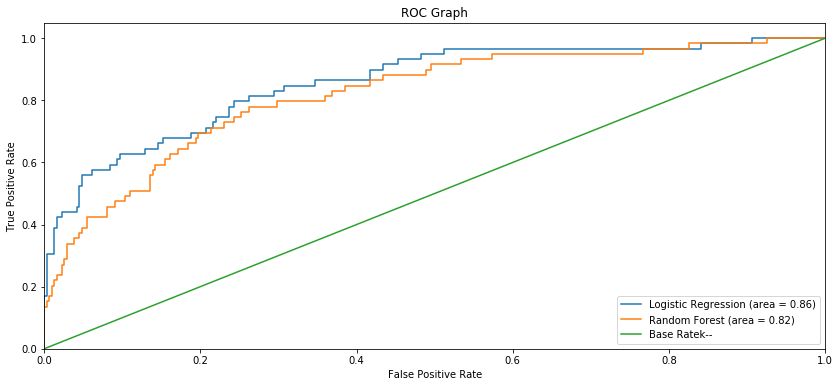 ROC Graph
True Positive Rate
1.0
0.8
0.6
0.4
0.2
0.0
0.0 0.2 0.4 0.6 0.8 1.0
False Positive Rate
Logistic Regression (area = 0.86)
Random Forest (area = 0.82)
Base Ratek--